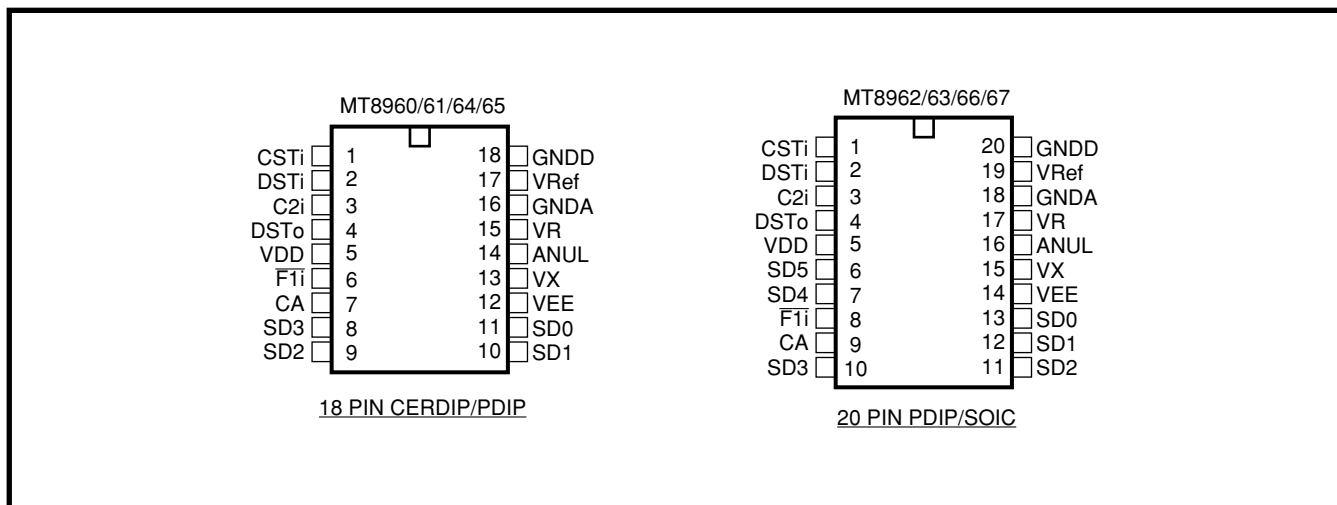 MT8960/61/64/65
CSTi 1 18 GNDD
DSTi 2 17 VRef
C2i 3 16 GNDA
DSTo 4 15 VR
VDD 5 14 ANUL
F1i 6 13 VX
CA 7 12 VEE
SD3 8 11 SD0
SD2 9 10 SD1
18 PIN CERDIP/PDIP
MT8962/63/66/67
CSTi 1 20 GNDD
DSTi 2 19 VRef
C2i 3 18 GNDA
DSTo 4 17 VR
VDD 5 16 ANUL
SD5 6 15 VX
SD4 7 14 VEE
F1i 8 13 SD0
CA 9 12 SD1
SD3 10 11 SD2
20 PIN PDIP/SOIC